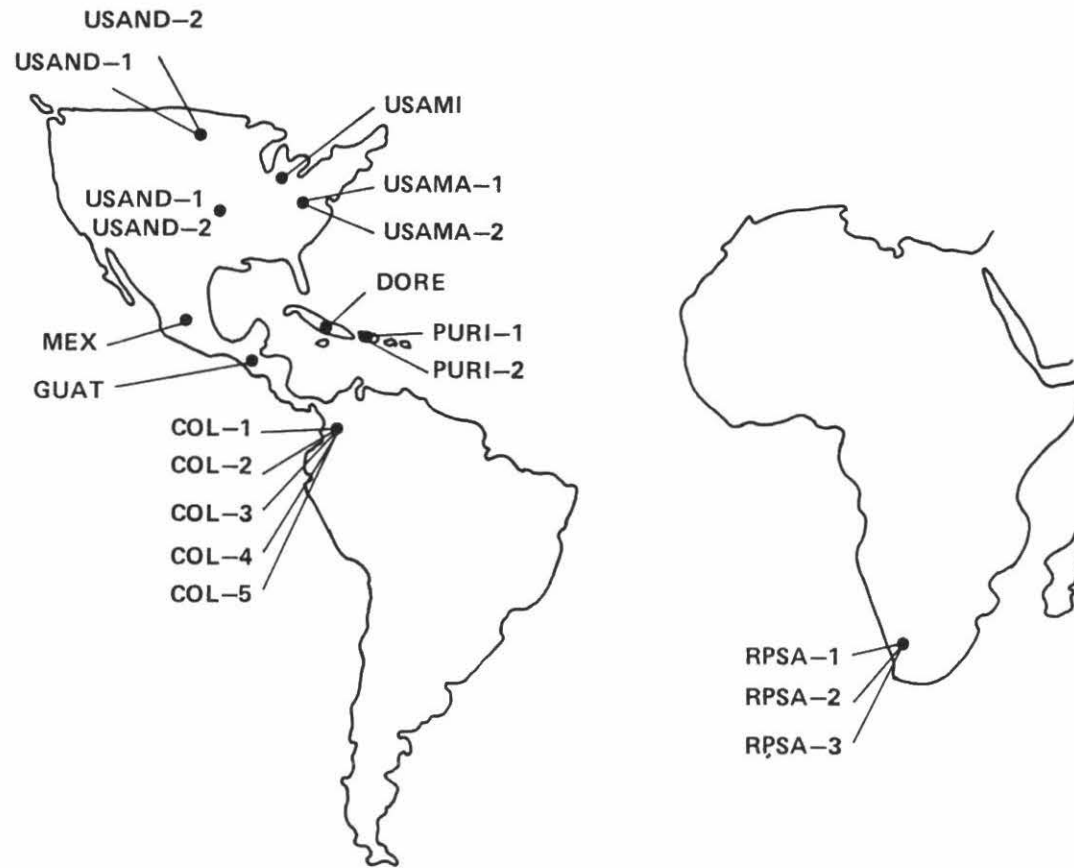 USAND–2
USAND–1
USAMI
USAMA–1
USAND–1
USAND–2
USAMA–2
DORE
PURI–1
MEX
PURI–2
GUAT
COL–1
COL–2
COL–3
COL–4
COL–5
RPSA–1
RPSA–2
RPSA–3